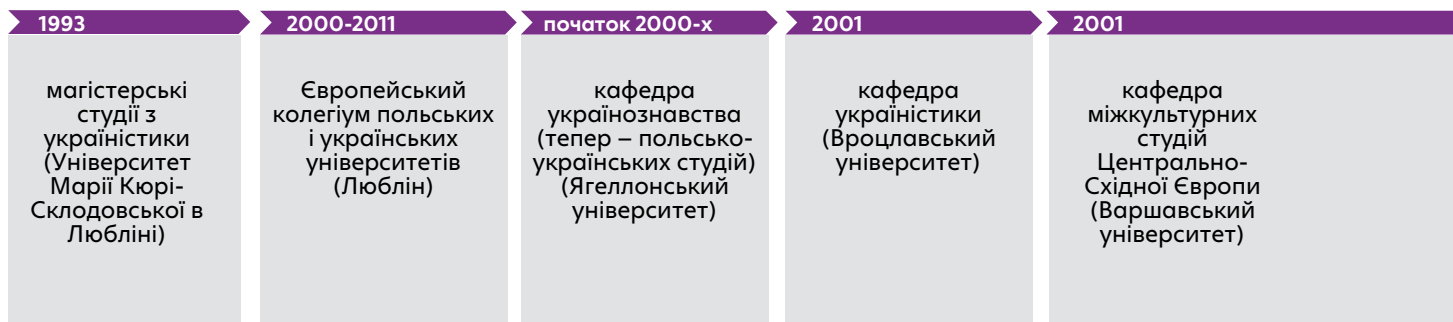 1993
магістерські
студії з
україністики
(Університет
Марії Кюрі-
Склодовської в
Любліні)
2000-2011
Європейський
колегіум польських
і українських
університетів
(Люблін)
початок 2000-х
кафедра
українознавства
(тепер – польсько-
українських студій)
(Ягеллонський
університет)
2001
кафедра
україністики
(Вроцлавський
університет)
2001
кафедра
міжкультурних
студій
Центрально-
Східної Європи
(Варшавський
університет)